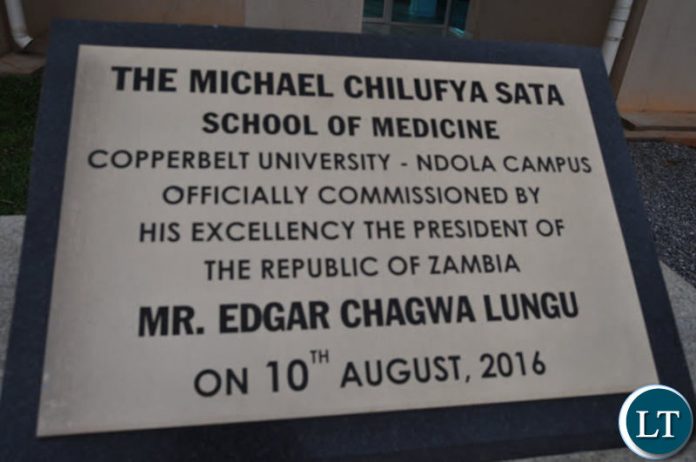 THE MICHAEL CHILUFYA SATA
SCHOOL OF MEDICINE
COPPERBELT UNIVERSITY - NDOLA CAMPUS
OFFICIALLY COMMISSIONED BY
HIS EXCELLENCY THE PRESIDENT OF
THE REPUBLIC OF ZAMBIA
MR. EDGAR CHAGWA LUNGU
ON 10TH AUGUST, 2016
LT